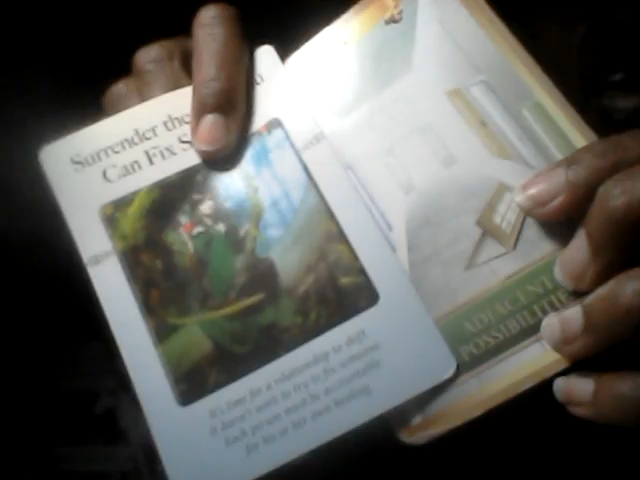 Surrender the
Can Fix S
It's time for a relationship to shift.
It doesn't work to try to fix someone
Each person must be accountable
for his or her own healing.
ADJACENT
POSSIBILITIE